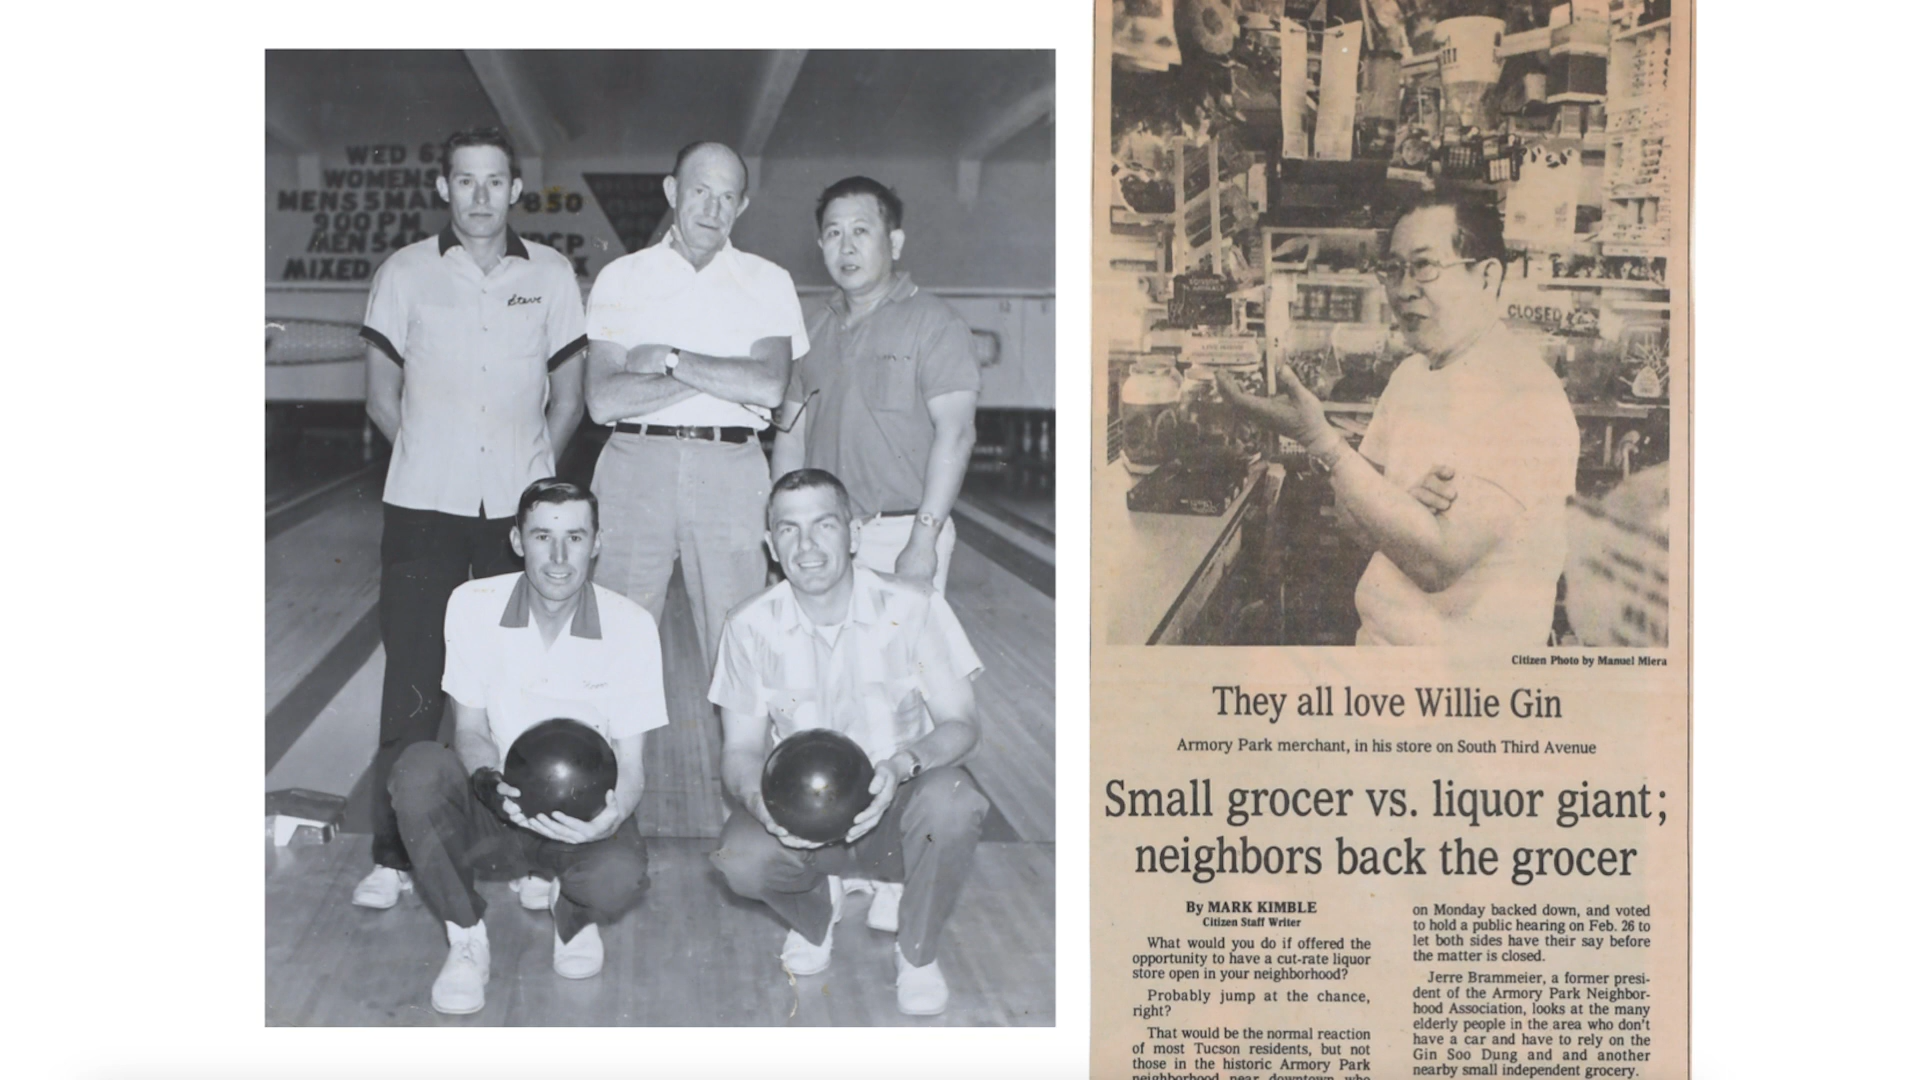 WED
WOMENS
MENS 5 MAN 850
900 PM
MEN 54
MIXED
Steve
CLOSED
Citizen Photo by Manuel Miera
They all love Willie Gin
Armory Park merchant, in his store on South Third Avenue
Small grocer vs. liquor giant;
neighbors back the grocer
By MARK KIMBLE
Citizen Staff Writer
What would you do if offered the
opportunity to have a cut-rate liquor
store open in your neighborhood?
Probably jump at the chance,
right?
That would be the normal reaction
of most Tucson residents, but not
those in the historic Armory Park
neighborhood near downtown who
on Monday backed down, and voted
to hold a public hearing on Feb. 26 to
let both sides have their say before
the matter is closed.
Jerre Brammeier, a former presi-
dent of the Armory Park Neighbor-
hood Association, looks at the many
elderly people in the area who don't
have a car and have to rely on the
Gin Soo Dung and and another
nearby small independent grocery.